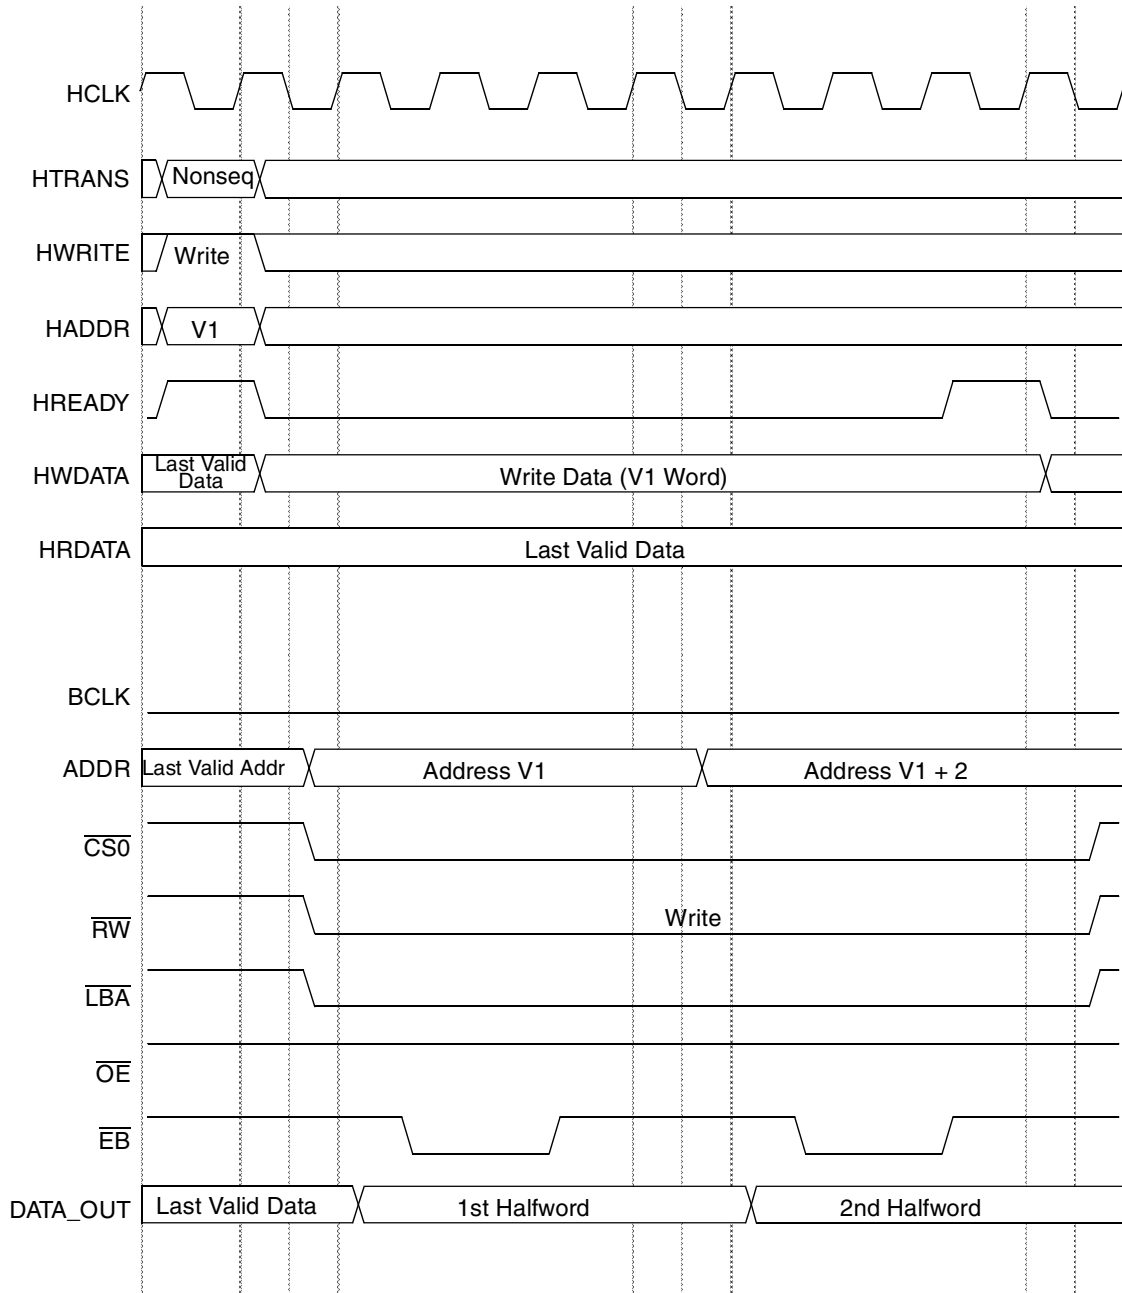 HCLK
HTRANS
Nonseq
HWRITE
Write
HADDR
V1
HREADY
HWDATA
Last Valid
Data
Write Data (V1 Word)
HRDATA
Last Valid Data
BCLK
ADDR
Last Valid Addr
Address V1
Address V1 + 2
CS0
RW
Write
LBA
OE
EB
DATA_OUT
Last Valid Data
1st Halfword
2nd Halfword